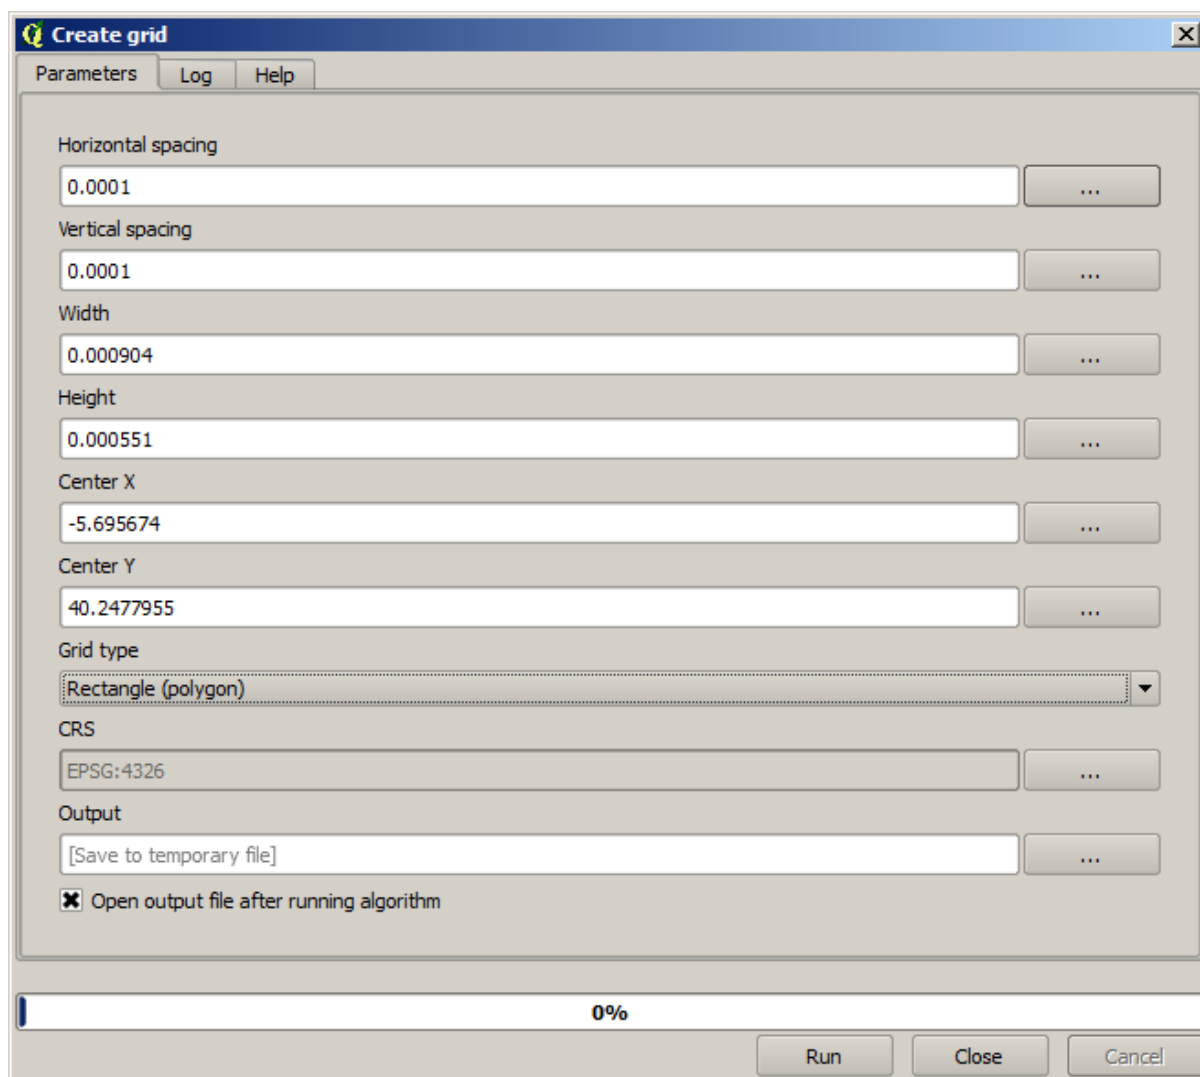 Create grid
Parameters Log Help
Horizontal spacing
0.0001 ...
Vertical spacing
0.0001 ...
Width
0.000904 ...
Height
0.000551 ...
Center X
-5.695674 ...
Center Y
40.2477955 ...
Grid type
Rectangle (polygon)
CRS
EPSG:4326 ...
Output
[Save to temporary file] ...
Open output file after running algorithm
0%
Run Close Cancel